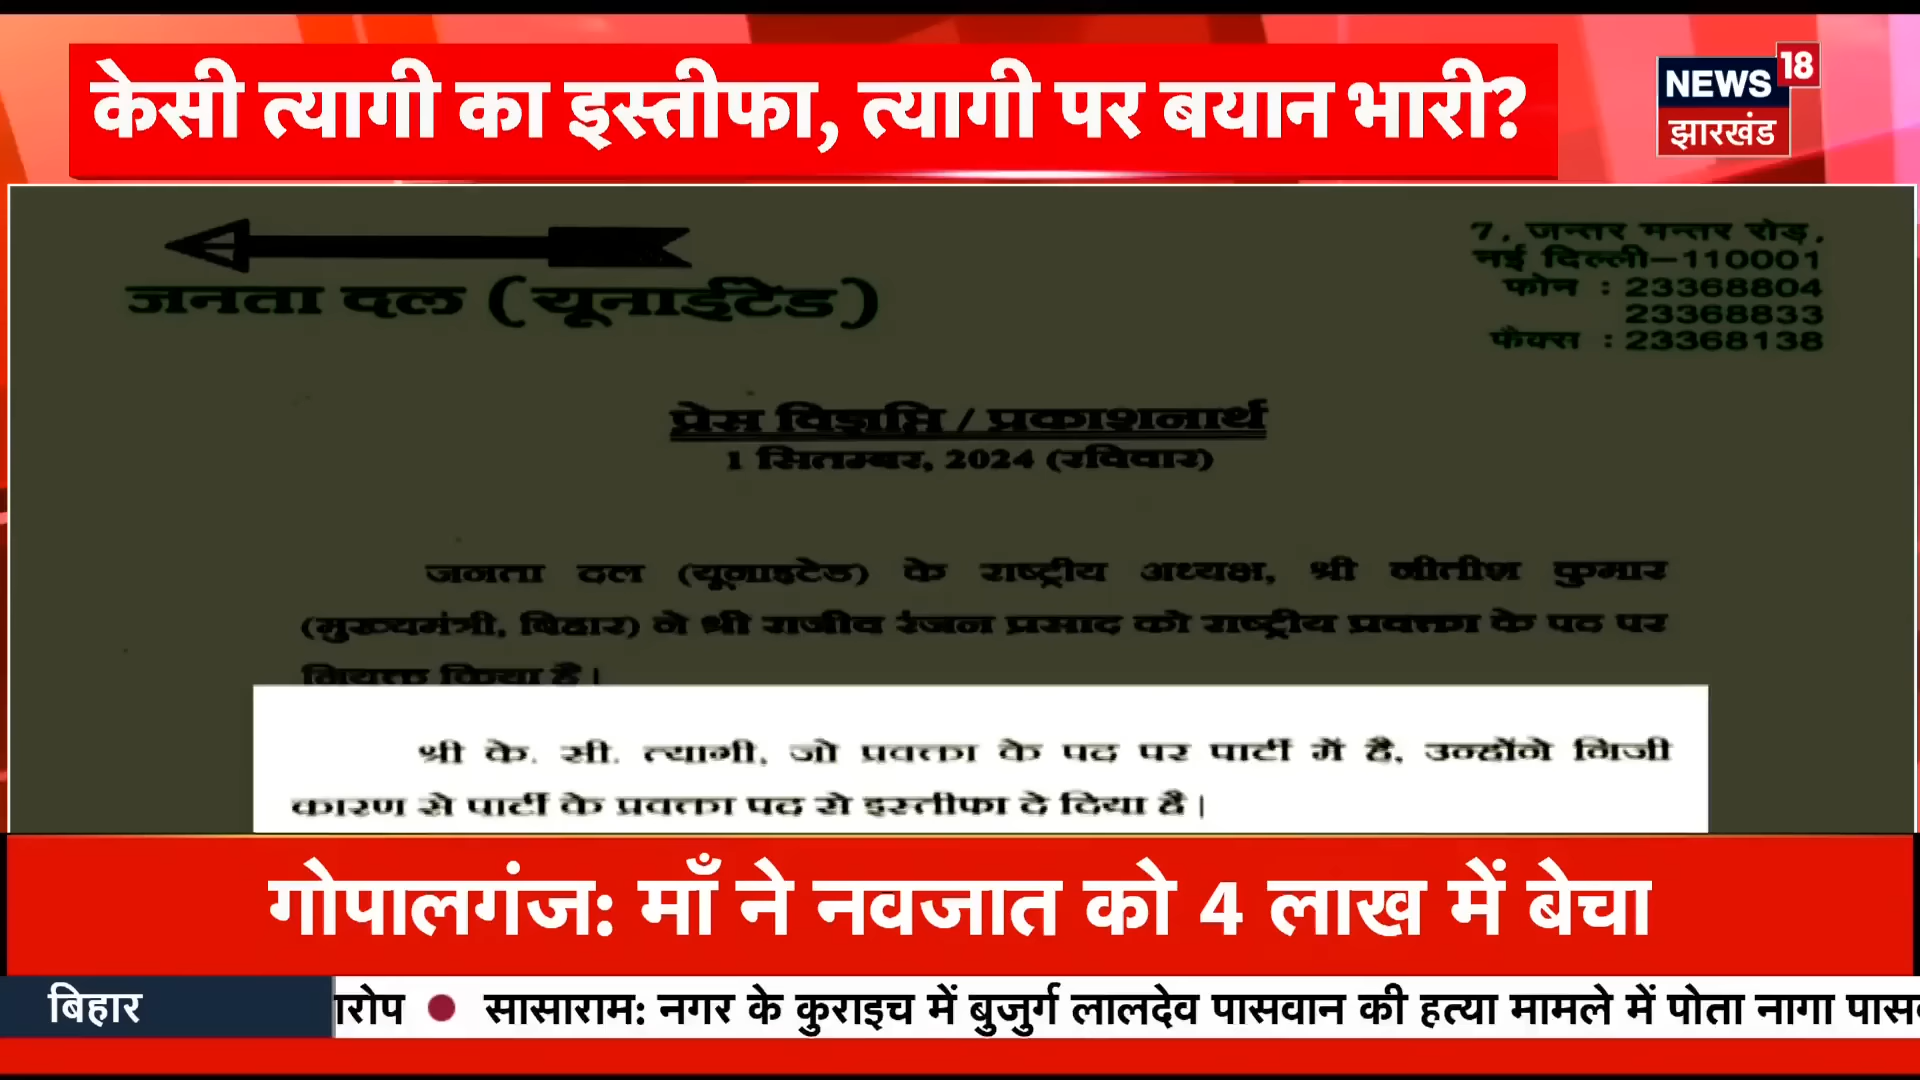 केसी त्यागी का इस्तीफा, त्यागी पर बयान भारी?
NEWS 18
झारखंड
जनता दल (यूनाईटेड)
7, जन्तर मन्तर रोड़,
नई दिल्ली–110001
फोन : 23368804
23368833
फैक्स : 23368138
प्रेस विज्ञप्ति / प्रकाशनार्थ
1 सितम्बर, 2024 (रविवार)
जनता दल (यूनाइटेड) के राष्ट्रीय अध्यक्ष, श्री नीतीश कुमार
(मुख्यमंत्री, बिहार) ने श्री राजीव रंजन प्रसाद को राष्ट्रीय प्रवक्ता के पद पर
नियुक्त किया है।
श्री के. सी. त्यागी, जो प्रवक्ता के पद पर पार्टी में है, उन्होंने निजी
कारण से पार्टी के प्रवक्ता पद से इस्तीफा दे दिया है।
गोपालगंज: माँ ने नवजात को 4 लाख में बेचा
बिहार
रोप ● सासाराम: नगर के कुराइच में बुजुर्ग लालदेव पासवान की हत्या मामले में पोता नागा पास